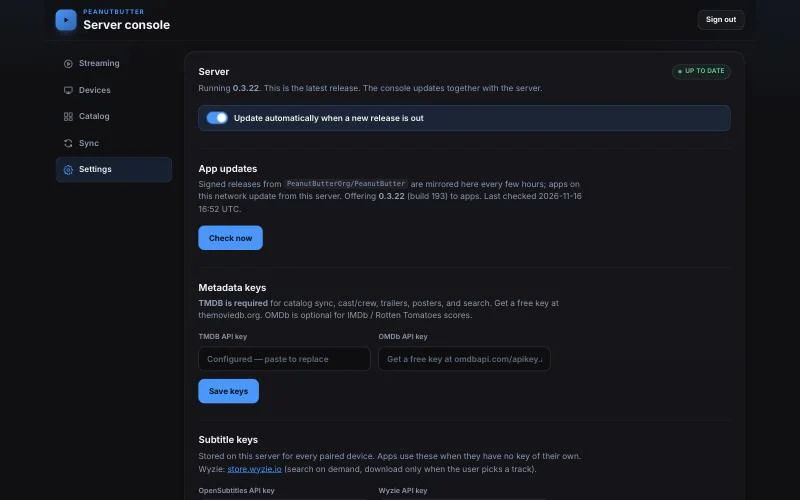 PEANUTBUTTER
Server console
Sign out
Streaming
Devices
Catalog
Sync
Settings
Server
UP TO DATE
Running 0.3.22. This is the latest release. The console updates together with the server.
Update automatically when a new release is out
App updates
Signed releases from PeanutButterOrg/PeanutButter are mirrored here every few hours; apps on
this network update from this server. Offering 0.3.22 (build 193) to apps. Last checked 2026-11-16
16:52 UTC.
Check now
Metadata keys
TMDB is required for catalog sync, cast/crew, trailers, posters, and search. Get a free key at
themoviedb.org. OMDb is optional for IMDb / Rotten Tomatoes scores.
TMDB API key
OMDb API key
Configured — paste to replace
Get a free key at omdbapi.com/apikey.
Save keys
Subtitle keys
Stored on this server for every paired device. Apps use these when they have no key of their own.
Wyzie: store.wyzie.io (search on demand, download only when the user picks a track).
OpenSubtitles API key
Wyzie API key